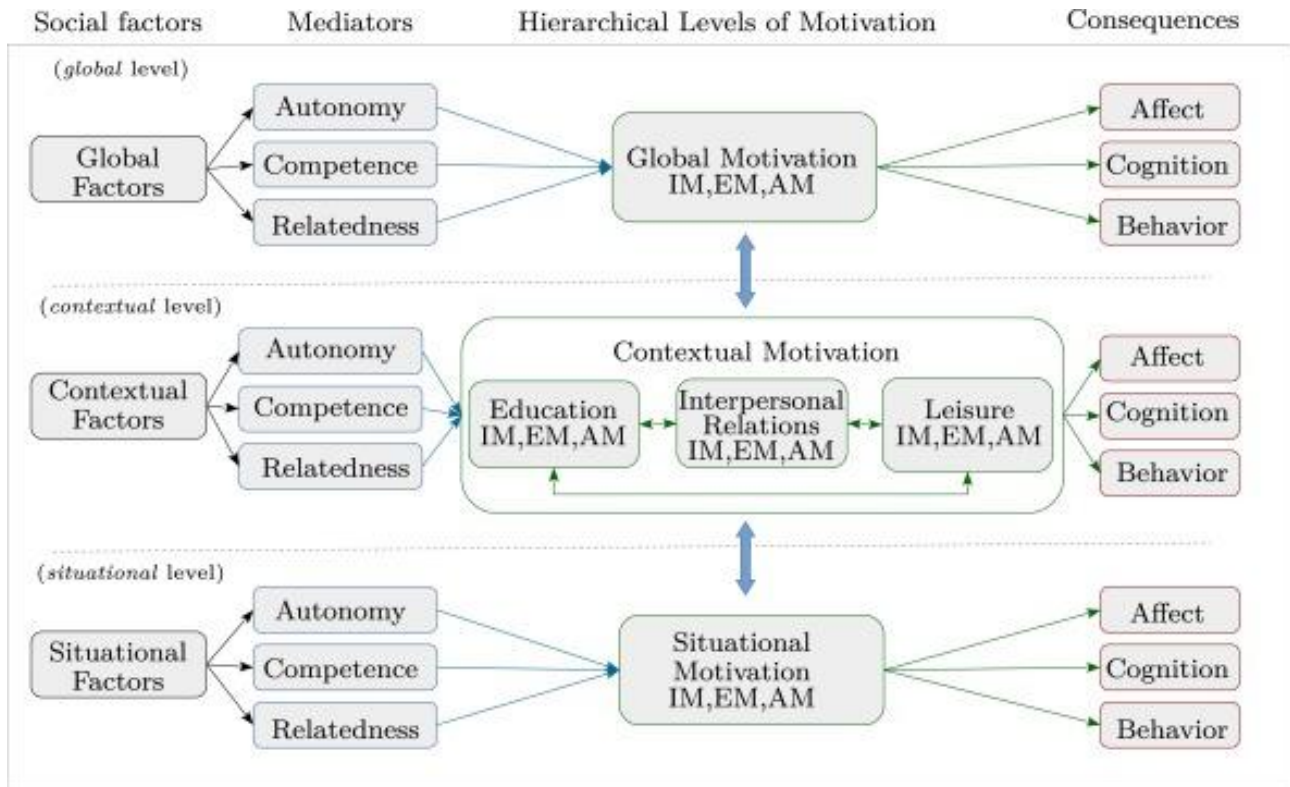 Social factors
Mediators
Hierarchical Levels of Motivation
Consequences
(global level)
Global
Factors
Autonomy
Competence
Relatedness
Global Motivation
IM,EM,AM
Affect
Cognition
Behavior
(contextual level)
Contextual
Factors
Autonomy
Competence
Relatedness
Contextual Motivation
Education
IM,EM,AM
Interpersonal
Relations
IM,EM,AM
Leisure
IM,EM,AM
Affect
Cognition
Behavior
(situational level)
Situational
Factors
Autonomy
Competence
Relatedness
Situational
Motivation
IM,EM,AM
Affect
Cognition
Behavior